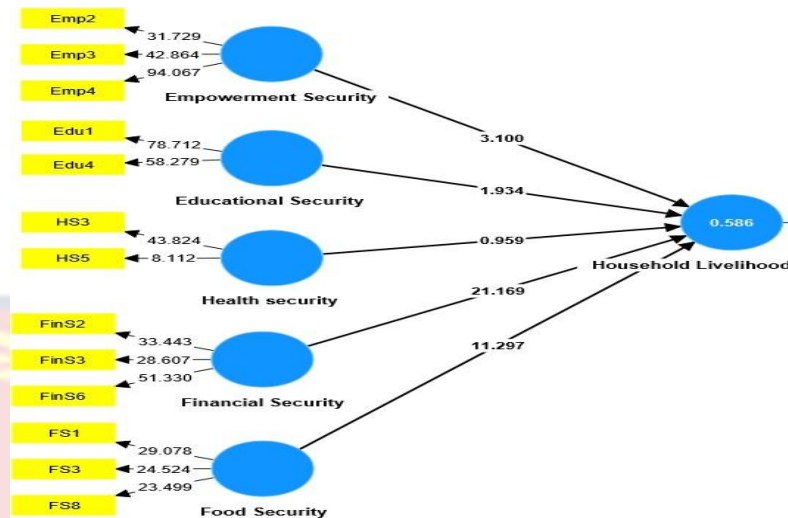 Emp2
31.729
Emp3
42.864
Emp4
94.067
Empowerment Security
3.100
Edu1
78.712
Edu4
58.279
Educational Security
1.934
HS3
43.824
HS5
8.112
Health security
0.959
0.586
Household Livelihood
FinS2
33.443
FinS3
28.607
FinS6
51.330
Financial Security
21.169
FS1
29.078
FS3
24.524
FS8
23.499
Food Security
11.297